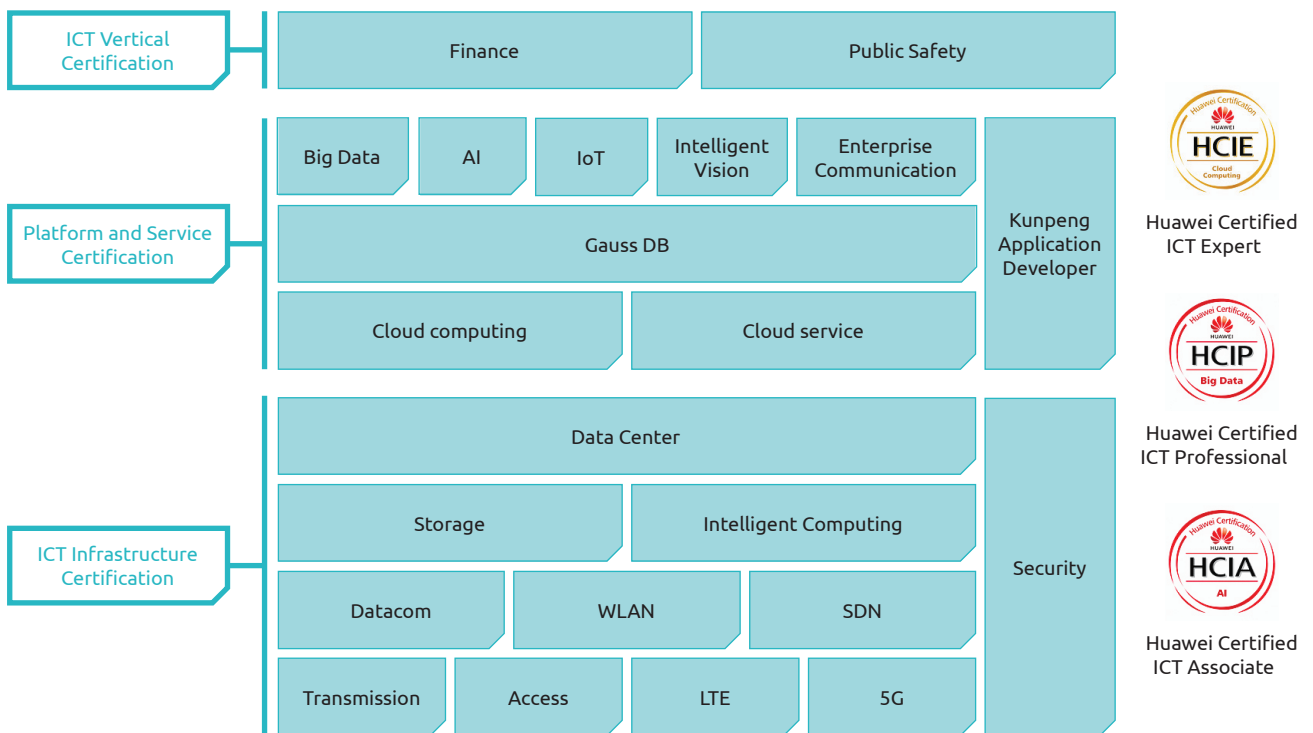 ICT Vertical
Certification
Finance
Public Safety
Platform and Service
Certification
Big Data
AI
IoT
Intelligent
Vision
Enterprise
Communication
Gauss DB
Cloud computing
Cloud service
Kunpeng
Application
Developer
ICT Infrastructure
Certification
Data Center
Storage
Intelligent Computing
Datacom
WLAN
SDN
Transmission
Access
LTE
5G
Security
Huawei Certification
HUAWEI
HCIE
Cloud
Computing
Huawei Certified
ICT Expert
Huawei Certification
HUAWEI
HCIP
Big Data
Huawei Certified
ICT Professional
Huawei Certification
HUAWEI
HCIA
AI
Huawei Certified
ICT Associate